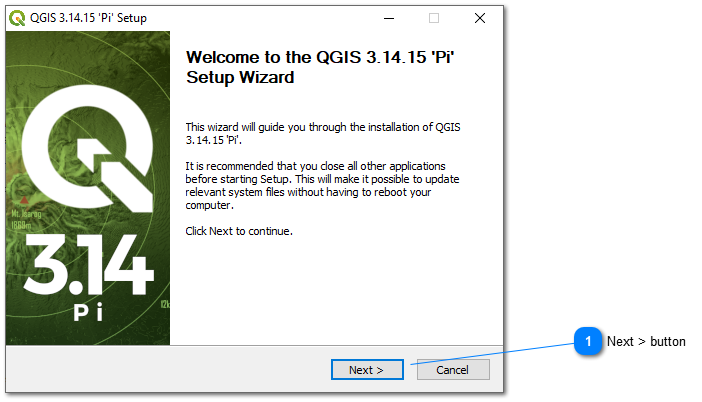 QGIS 3.14.15 'Pi' Setup
Welcome to the QGIS 3.14.15 'Pi'
Setup Wizard
This wizard will guide you through the installation of QGIS
3.14.15 'Pi'.
It is recommended that you close all other applications
before starting Setup. This will make it possible to update
relevant system files without having to reboot your
computer.
Click Next to continue.
Mt. Iberog
1880m
3.14
Pi
12k
Next >
Cancel
1 Next > button